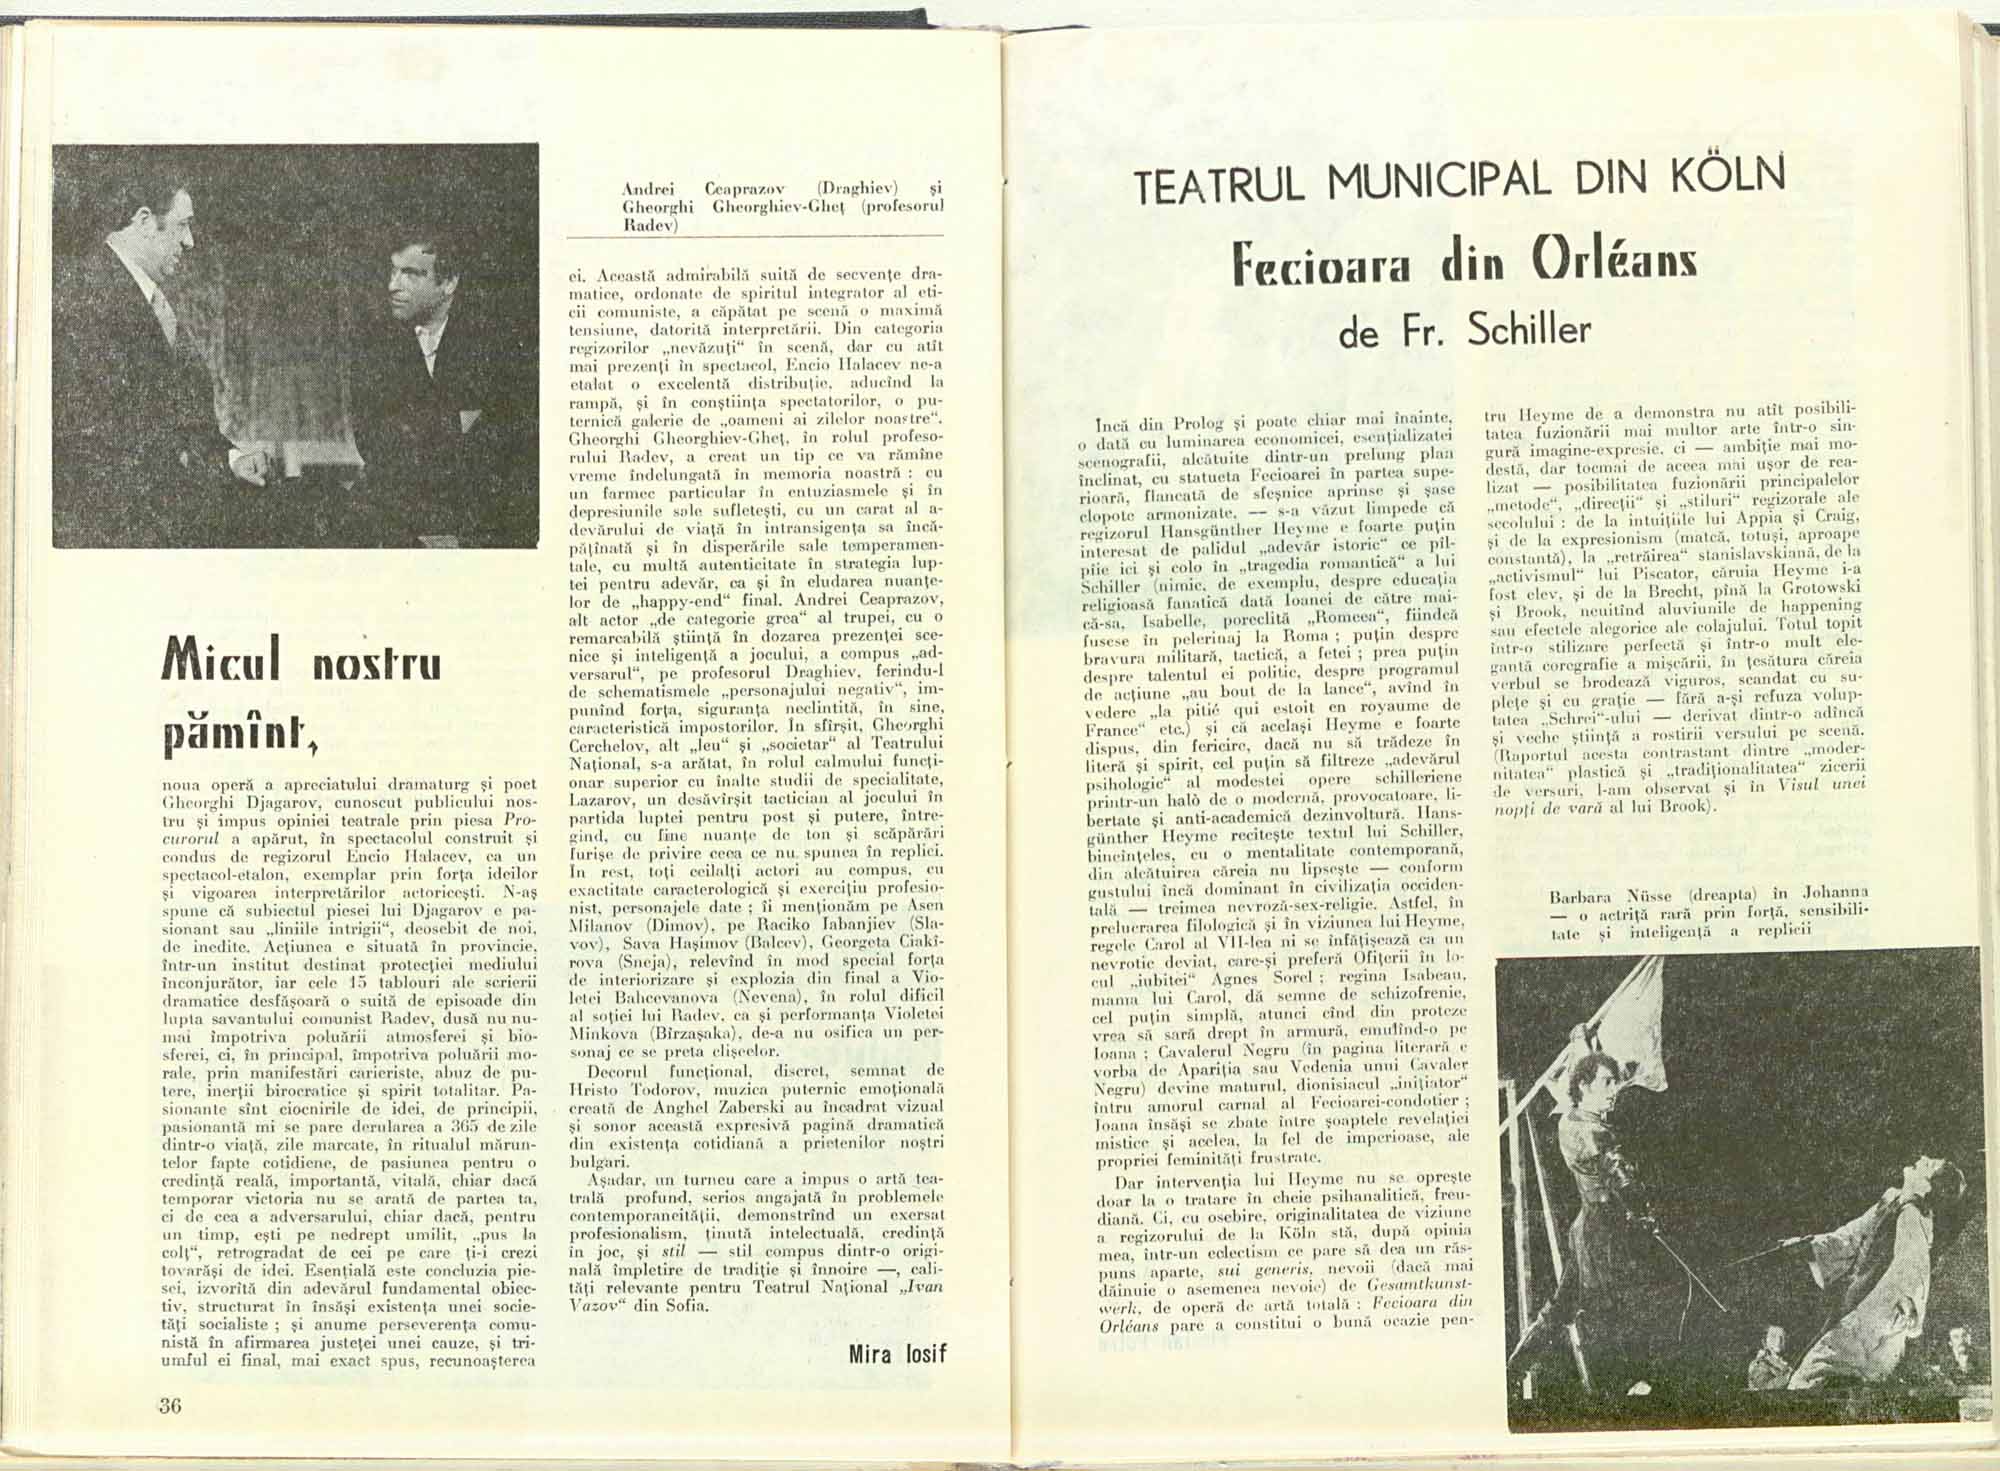 Andrei Ceaprazov (Draghiev) și
Gheorghi Gheorghiev-Gheț (profesorul
Radev)
Micul nostru
pămînt,
noua operă a apreciatului dramaturg și poet
Gheorghi Djagarov, cunoscut publicului nos-
tru și impus opiniei teatrale prin piesa Pro-
curorul a apărut, în spectacolul construit și
condus de regizorul Encio Halacev, ca un
spectacol-etalon, exemplar prin forța ideilor
și vigoarea interpretărilor actoricești. N-aș
spune că subiectul piesei lui Djagarov e pa-
sionant sau „liniile intrigii“, deosebit de noi,
de inedite. Acțiunea e situată în provincie,
într-un institut destinat protecției mediului
înconjurător, iar cele 15 tablouri ale scrierii
dramatice desfășoară o suită de episoade din
lupta savantului comunist Radev, dusă nu nu-
mai împotriva poluării atmosferei și bio-
sferei, ci, în principal, împotriva poluării mo-
rale, prin manifestări carieriste, abuz de pu-
tere, inerții birocratice și spirit totalitar. Pa-
sionante sînt ciocnirile de idei, de principii,
pasionantă mi se pare derularea a 365 de zile
dintr-o viață, zile marcate, în ritualul mărun-
telor fapte cotidiene, de pasiunea pentru o
credință reală, importantă, vitală, chiar dacă
temporar victoria nu se arată de partea ta,
ci de cea a adversarului, chiar dacă, pentru
un timp, ești pe nedrept umilit, „pus la
colț“, retrogradat de cei pe care ți-i crezi
tovarăși de idei. Esențială este concluzia pie-
sei, izvorîtă din adevărul fundamental obiec-
tiv, structurat în însăși existența unei socie-
tăți socialiste ; și anume perseverența comu-
nistă în afirmarea justeței unei cauze, și tri-
umful ei final, mai exact spus, recunoașterea
36
ei. Această admirabilă suită de secvențe dra-
matice, ordonate de spiritul integrator al eti-
cii comuniste, a căpătat pe scenă o maximă
tensiune, datorită interpretării. Din categoria
regizorilor „nevăzuți“ în scenă, dar cu atît
mai prezenți în spectacol, Encio Halacev ne-a
etalat o excelentă distribuție, aducînd la
rampă, și în conștiința spectatorilor, o pu-
ternică galerie de „oameni ai zilelor noastre“.
Gheorghi Gheorghiev-Gheț, în rolul profeso-
rului Radev, a creat un tip ce va rămîne
vreme îndelungată în memoria noastră : cu
un farmec particular în entuziasmele și în
depresiunile sale sufletești, cu un carat al a-
devărului de viață în intransigența sa încă-
pățînată și în disperările sale temperamen-
tale, cu multă autenticitate în strategia lup-
tei pentru adevăr, ca și în eludarea nuanțe-
lor de „happy-end“ final. Andrei Ceaprazov,
alt actor „de categorie grea“ al trupei, cu o
remarcabilă știință în dozarea prezenței sce-
nice și inteligență a jocului, a compus „ad-
versarul“, pe profesorul Draghiev, ferindu-l
de schematismele „personajului negativ“, im-
punînd forța, siguranța neclintită, în sine,
caracteristică impostorilor. În sfîrșit, Gheorghi
Cerchelov, alt „leu“ și „societar“ al Teatrului
Național, s-a arătat, în rolul calmului funcți-
onar superior cu înalte studii de specialitate,
Lazarov, un desăvîrșit tactician al jocului în
partida luptei pentru post și putere, între-
gind, cu fine nuanțe de ton și scăpărări
furișe de privire ceea ce nu spunea în replici.
În rest, toți ceilalți actori au compus, cu
exactitate caracterologică și exercițiu profesio-
nist, personajele date ; îi menționăm pe Asen
Milanov (Dimov), pe Raciko Iabanjiev (Sla-
vov), Sava Hașimov (Balcev), Georgeta Ciakî-
rova (Sneja), relevînd în mod special forța
de interiorizare și explozia din final a Vio-
letei Bahcevanova (Nevena), în rolul dificil
al soției lui Radev, ca și performanța Violetei
Minkova (Bîrzașaka), de-a nu osifica un per-
sonaj ce se preta clișeelor.
Decorul funcțional, discret, semnat de
Hristo Todorov, muzica puternic emoțională
creată de Anghel Zaberski au încadrat vizual
și sonor această expresivă pagină dramatică
din existența cotidiană a prietenilor noștri
bulgari.
Așadar, un turneu care a impus o artă tea-
trală profund, serios angajată în problemele
contemporaneității, demonstrînd un exersat
profesionalism, ținută intelectuală, credință
în joc, și stil — stil compus dintr-o origi-
nală împletire de tradiție și înnoire —, cali-
tăți relevante pentru Teatrul Național „Ivan
Vazov“ din Sofia.
Mira Iosif
TEATRUL MUNICIPAL DIN KÖLN
Fecioara din Orléans
de Fr. Schiller
Încă din Prolog și poate chiar mai înainte,
o dată cu luminarea economicei, esențializatei
scenografii, alcătuite dintr-un prelung plan
înclinat, cu statueta Fecioarei în partea supe-
rioară, flancată de sfeșnice aprinse și șase
clopote armonizate, — s-a văzut limpede că
regizorul Hansgünther Heyme e foarte puțin
interesat de palidul „adevăr istoric“ ce pîl-
pîie ici și colo în „tragedia romantică“ a lui
Schiller (nimic, de exemplu, despre educația
religioasă fanatică dată Ioanei de către mai-
că-sa, Isabelle, poreclită „Romeea“, fiindcă
fusese în pelerinaj la Roma ; puțin despre
bravura militară, tactică, a fetei ; prea puțin
despre talentul ei politic, despre programul
de acțiune „au bout de la lance“, avînd în
vedere „la pitié qui estoit en royaume de
France“ etc.) și că același Heyme e foarte
dispus, din fericire, dacă nu să trădeze în
literă și spirit, cel puțin să filtreze „adevărul
psihologic“ al modestei opere schilleriene
printr-un halò de o modernă, provocatoare, li-
bertate și anti-academică dezinvoltură. Hans-
günther Heyme recitește textul lui Schiller,
bineînțeles, cu o mentalitate contemporană,
din alcătuirea căreia nu lipsește — conform
gustului încă dominant în civilizația occiden-
tală — treimea nevroză-sex-religie. Astfel, în
prelucrarea filologică și în viziunea lui Heyme,
regele Carol al VII-lea ni se înfățișează ca un
nevrotic deviat, care-și preferă Ofițerii în lo-
cul „iubitei“ Agnes Sorel ; regina Isabeau,
mama lui Carol, dă semne de schizofrenie,
cel puțin simplă, atunci cînd din proteze
vrea să sară drept în armură, emulînd-o pe
Ioana ; Cavalerul Negru (în pagina literară e
vorba de Apariția sau Vedenia unui Cavaler
Negru) devine maturul, dionisiacul „inițiator“
întru amorul carnal al Fecioarei-condotier ;
Ioana însăși se zbate între șoaptele revelației
mistice și acelea, la fel de imperioase, ale
propriei feminități frustrate.
Dar intervenția lui Heyme nu se oprește
doar la o tratare în cheie psihanalitică, freu-
diană. Ci, cu osebire, originalitatea de viziune
a regizorului de la Köln stă, după opinia
mea, într-un eclectism ce pare să dea un răs-
puns aparte, sui generis, nevoii (dacă mai
dăinuie o asemenea nevoie) de Gesamtkunst-
werk, de operă de artă totală : Fecioara din
Orléans pare a constitui o bună ocazie pen-
tru Heyme de a demonstra nu atît posibili-
tatea fuzionării mai multor arte într-o sin-
gură imagine-expresie, ci — ambiție mai mo-
destă, dar tocmai de aceea mai ușor de rea-
lizat — posibilitatea fuzionării principalelor
„metode“, „direcții“ și „stiluri“ regizorale ale
secolului : de la intuițiile lui Appia și Craig,
și de la expresionism (matcă, totuși, aproape
constantă), la „retrăirea“ stanislavskiană, de la
„activismul“ lui Piscator, căruia Heyme i-a
fost elev, și de la Brecht, pînă la Grotowski
și Brook, neuitînd aluviunile de happening
sau efectele alegorice ale colajului. Totul topit
într-o stilizare perfectă și într-o mult ele-
gantă coregrafie a mișcării, în țesătura căreia
verbul se brodează viguros, scandat cu su-
plețe și cu grație — fără a-și refuza volup-
tatea „Schrei“-ului — derivat dintr-o adîncă
și veche știință a rostirii versului pe scenă.
(Raportul acesta contrastant dintre „moder-
nitatea“ plastică și „tradiționalitatea“ zicerii
de versuri, l-am observat și în Visul unei
nopți de vară al lui Brook).
Barbara Nüsse (dreapta) în Johanna
— o actriță rară prin forță, sensibili-
tate și inteligență a replicii